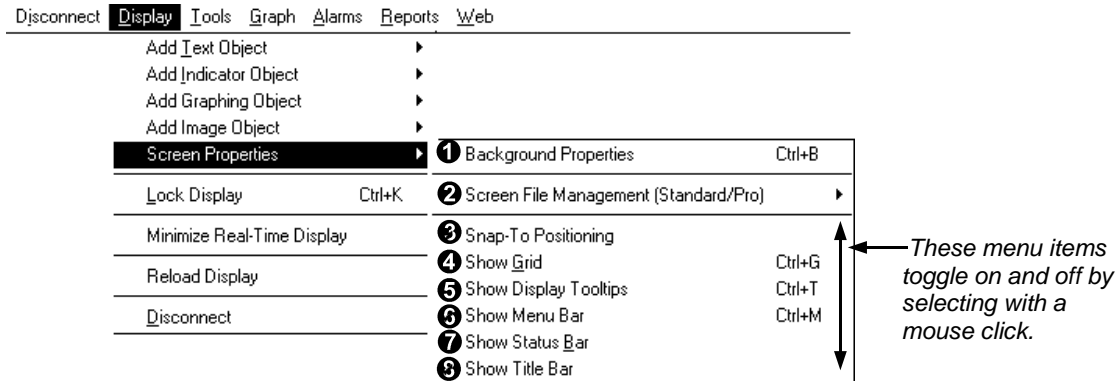 Disconnect Display Tools Graph Alarms Reports Web
Add Text Object
Add Indicator Object
Add Graphing Object
Add Image Object
Screen Properties
Lock Display Ctrl+K
Minimize Real-Time Display
Reload Display
Disconnect
1 Background Properties Ctrl+B
2 Screen File Management (Standard/Pro)
3 Snap-To Positioning
4 Show Grid Ctrl+G
5 Show Display Tooltips Ctrl+T
6 Show Menu Bar Ctrl+M
7 Show Status Bar
8 Show Title Bar
These menu items
toggle on and off by
selecting with a
mouse click.